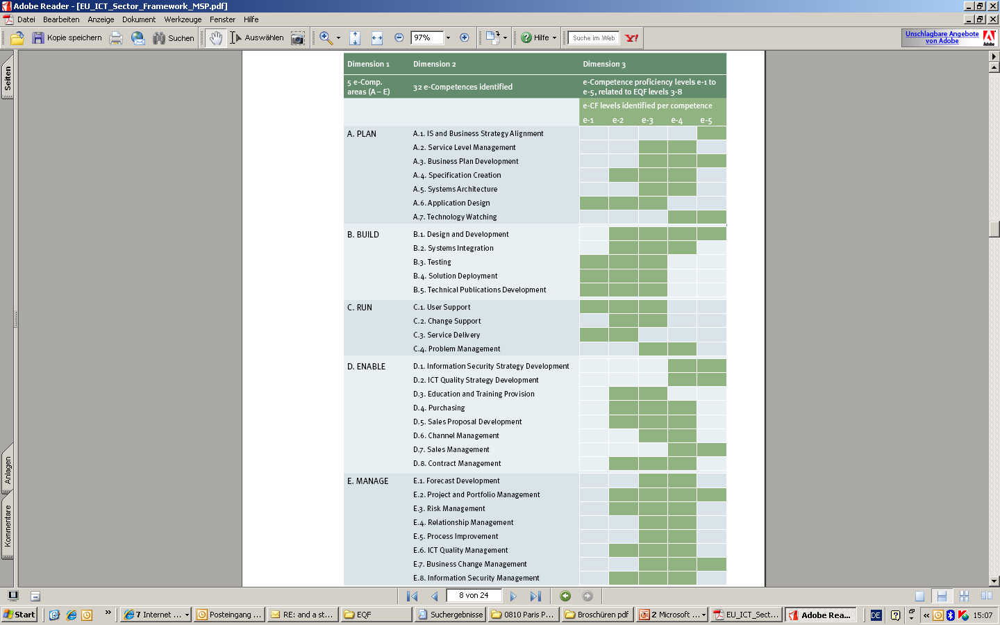 Adobe Reader - [EU_ICT_Sector_Framework_MSP.pdf]
Datei Bearbeiten Anzeige Dokument Werkzeuge Fenster Hilfe
Kopie speichern Suchen Auswählen 97% Hilfe Suche im Web Y! Unschlagbare Angebote
von Adobe
Adobe
Seiten
Anlagen
Kommentare
Dimension 1 Dimension 2 Dimension 3
5 e-Comp.
areas (A – E)
32 e-Competences identified
e-Competence proficiency levels e-1 to
e-5, related to EQF levels 3-8
e-CF levels identified per competence
e-1 e-2 e-3 e-4 e-5
A. PLAN A.1. IS and Business Strategy Alignment
A.2. Service Level Management
A.3. Business Plan Development
A.4. Specification Creation
A.5. Systems Architecture
A.6. Application Design
A.7. Technology Watching
B. BUILD B.1. Design and Development
B.2. Systems Integration
B.3. Testing
B.4. Solution Deployment
B.5. Technical Publications Development
C. RUN C.1. User Support
C.2. Change Support
C.3. Service Delivery
C.4. Problem Management
D. ENABLE D.1. Information Security Strategy Development
D.2. ICT Quality Strategy Development
D.3. Education and Training Provision
D.4. Purchasing
D.5. Sales Proposal Development
D.6. Channel Management
D.7. Sales Management
D.8. Contract Management
E. MANAGE E.1. Forecast Development
E.2. Project and Portfolio Management
E.3. Risk Management
E.4. Relationship Management
E.5. Process Improvement
E.6. ICT Quality Management
E.7. Business Change Management
E.8. Information Security Management
8 von 24
Start » 7 Internet ... Posteingang ... RE: and a st... EQF Suchergebnisse 0810 Paris P... Broschüren pdf 2 Microsoft ... EU_ICT_Sect... Adobe Rea... DE « 15:07